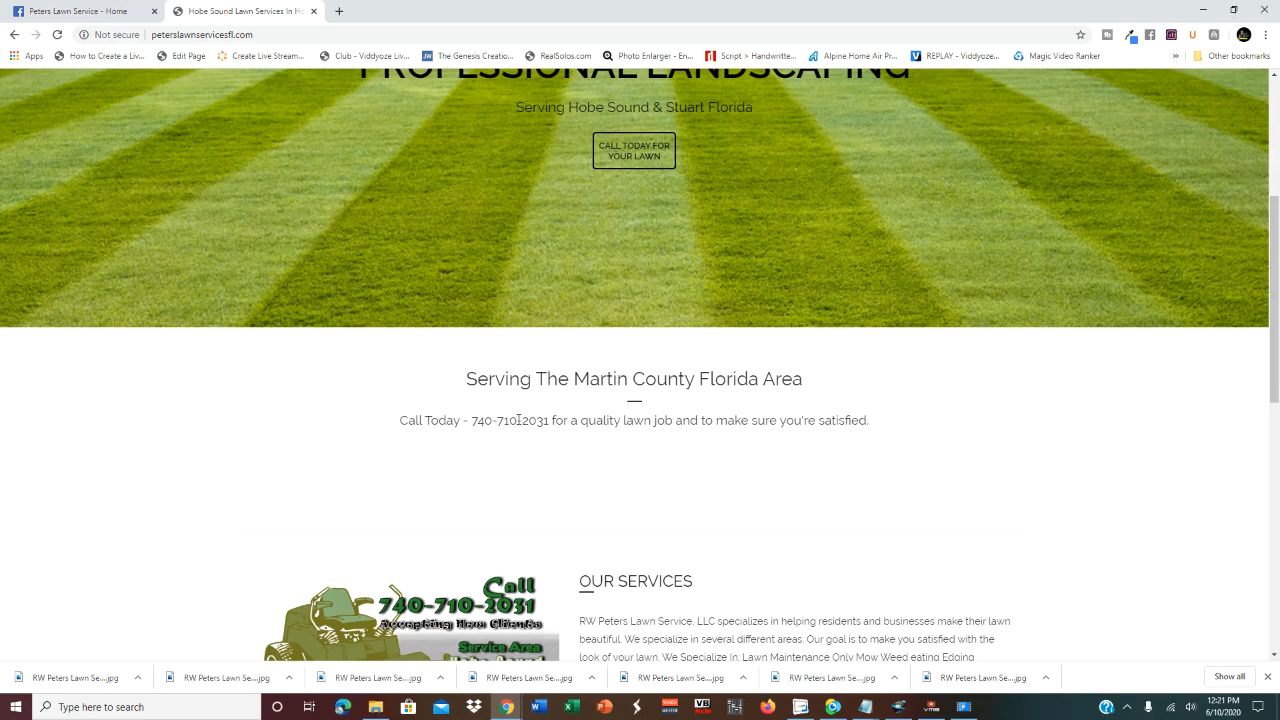 Peters Lawn Service - Home
Hobe Sound Lawn Services In Ho
Not secure
peterslawnservicesfl.com
Apps
How to Create a Liv...
Edit Page
Create Live Stream...
Club - Viddyoze Liv...
The Genesis Creatio...
RealSolos.com
Photo Enlarger - En...
Script > Handwritte...
Alpine Home Air Pr...
REPLAY - Viddyoze...
Magic Video Ranker
»
Other bookmarks
PROFESSIONAL LANDSCAPING
Serving Hobe Sound & Stuart Florida
CALL TODAY FOR
YOUR LAWN
Serving The Martin County Florida Area
Call Today - 740-710-2031 for a quality lawn job and to make sure you're satisfied.
Call
740-710-2031
Accepting New Clients
Service Area
OUR SERVICES
RW Peters Lawn Service, LLC specializes in helping residents and businesses make their lawn
beautiful. We specialize in several different areas. Our goal is to make you satisfied with the
look of your lawn. We Specialize In: Lawn Maintenance Only Mow Weed eating Edging
RW Peters Lawn Se....jpg
RW Peters Lawn Se....jpg
RW Peters Lawn Se....jpg
RW Peters Lawn Se....jpg
RW Peters Lawn Se....jpg
RW Peters Lawn Se....jpg
RW Peters Lawn Se....jpg
Show all
Type here to search
12:21 PM
6/10/2020